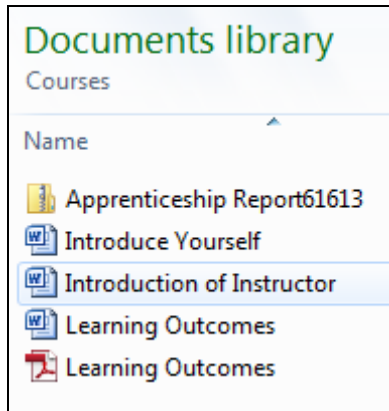 Documents library
Courses
Name
Apprenticeship Report61613
Introduce Yourself
Introduction of Instructor
Learning Outcomes
Learning Outcomes